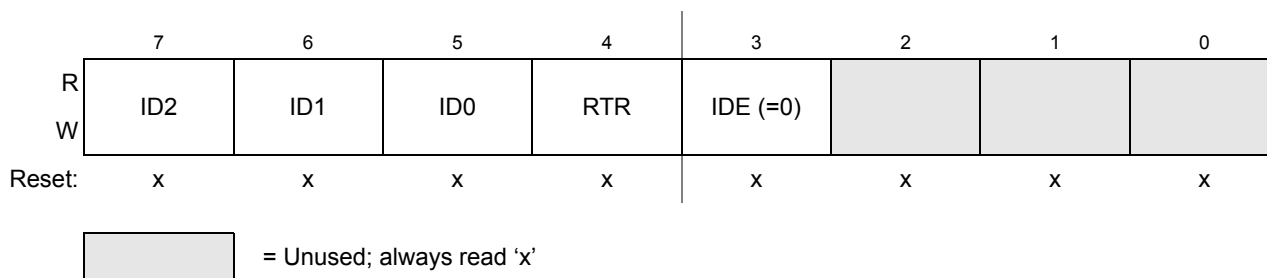 7 6 5 4 3 2 1 0
R
ID2 ID1 ID0 RTR IDE (=0)
W
Reset: x x x x x x x x
= Unused; always read ‘x’